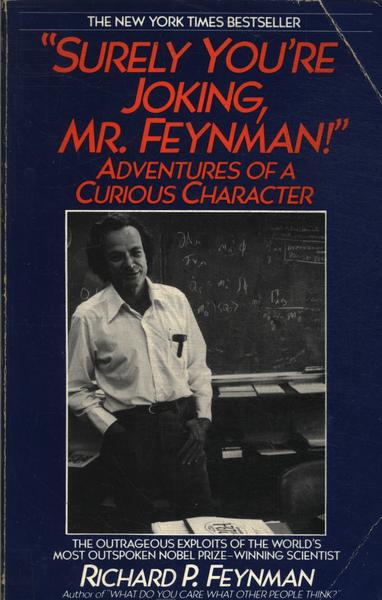 THE NEW YORK TIMES BESTSELLER
"SURELY YOU'RE
JOKING,
MR. FEYNMAN!"
ADVENTURES OF A
CURIOUS CHARACTER
THE OUTRAGEOUS EXPLOITS OF THE WORLD'S
MOST OUTSPOKEN NOBEL PRIZE-WINNING SCIENTIST
RICHARD P. FEYNMAN
Author of "WHAT DO YOU CARE WHAT OTHER PEOPLE THINK?"